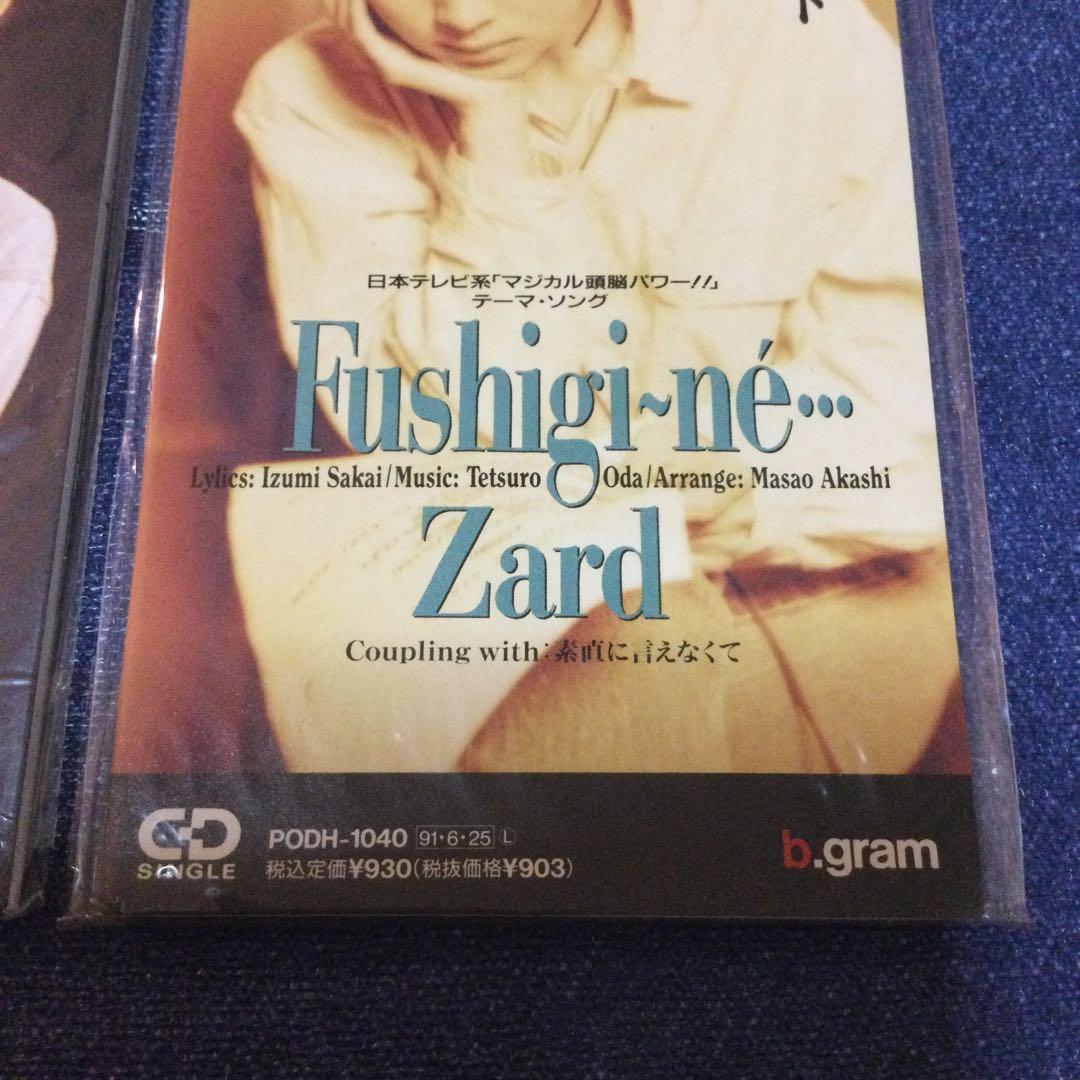 ド
日本テレビ系「マジカル頭脳パワー!!」
テーマ・ソング
Fushigi~né…
Lylics: Izumi Sakai/Music: Tetsuro Oda/Arrange: Masao Akashi
Zard
Coupling with:素直に言えなくて
CD SINGLE
PODH-1040 91・6・25 L
税込定価¥930(税抜価格¥903)
b.gram